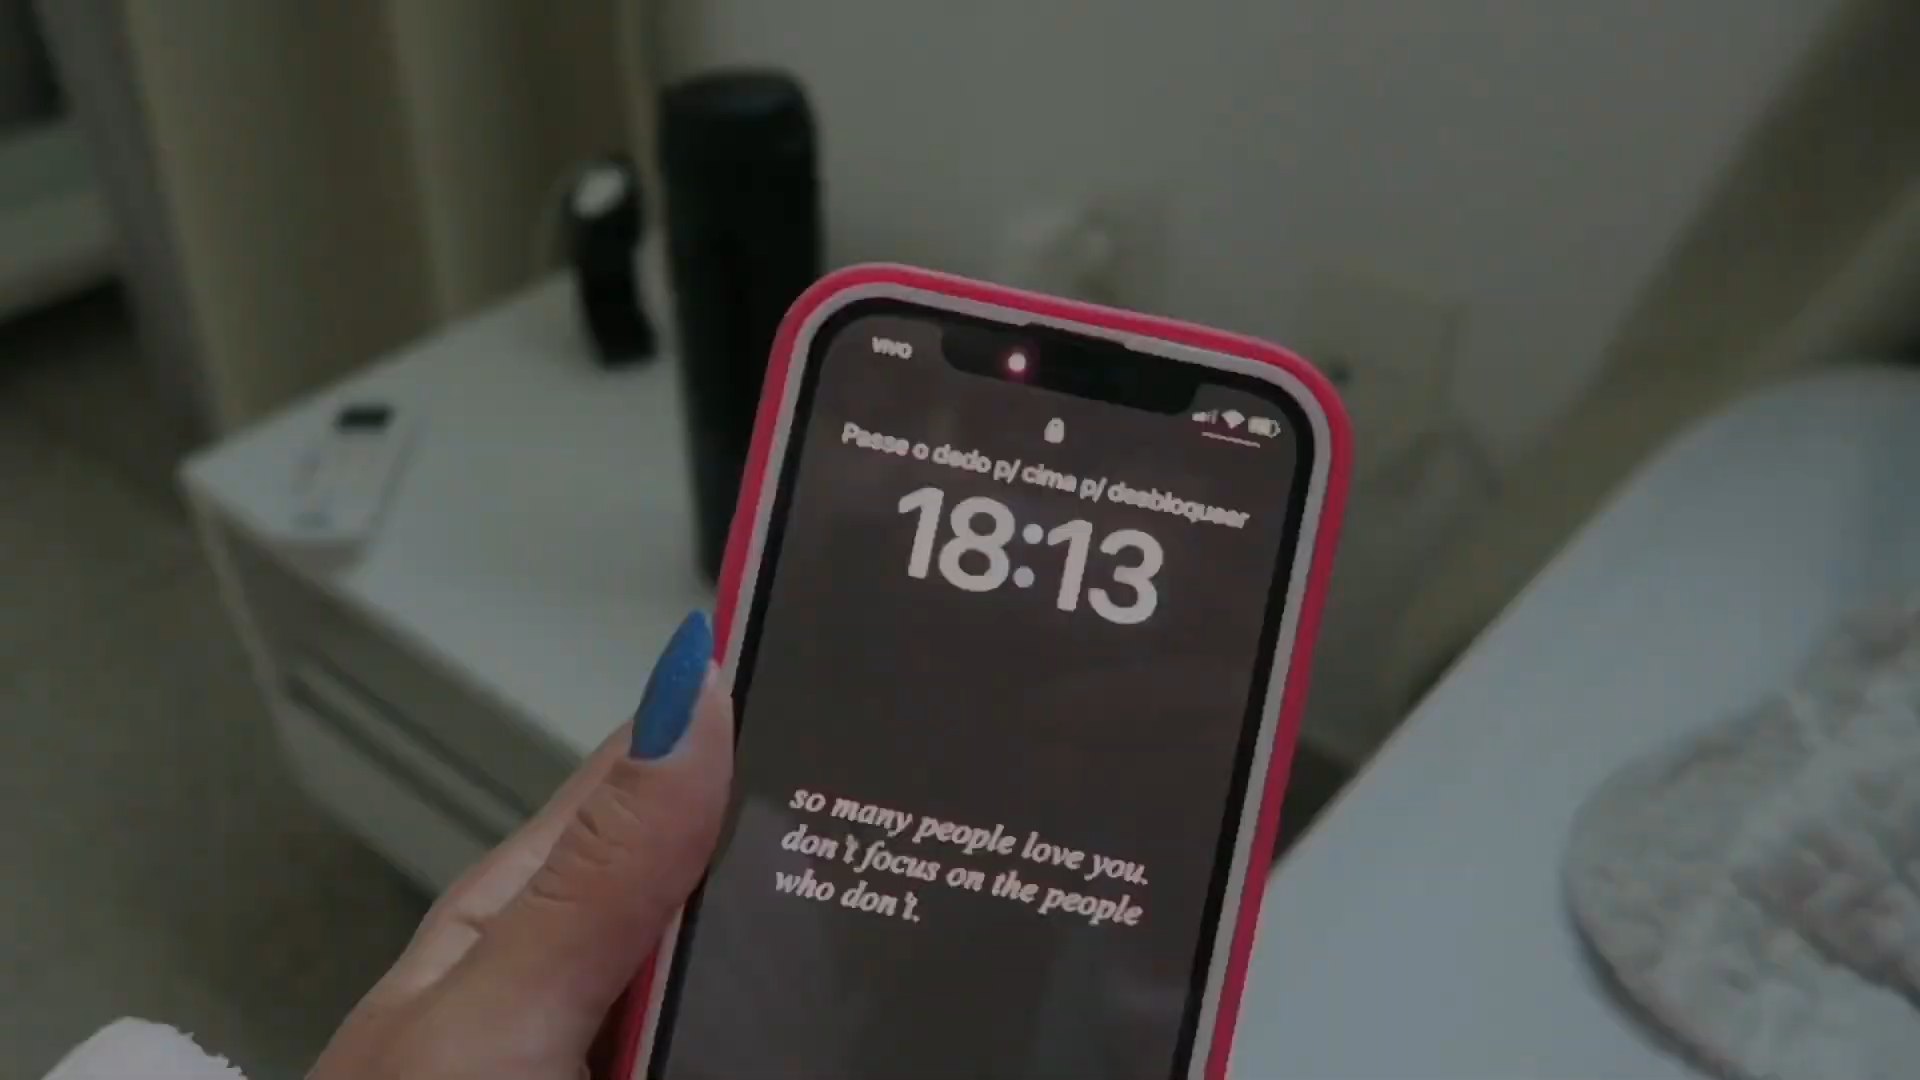 vivo
Passe o dedo p/ cima p/ desbloquear
18:13
so many people love you.
don't focus on the people
who don't.